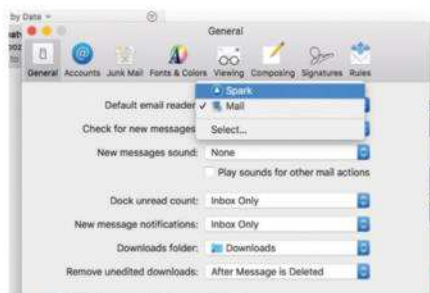 by Date
General
General Accounts Junk Mail Fonts & Colors Viewing Composing Signatures Rules
Spark
Default email reader ✓ Mail
Check for new messages Select...
New messages sound: None
Play sounds for other mail actions
Dock unread count: Inbox Only
New message notifications: Inbox Only
Downloads folder: Downloads
Remove unedited downloads: After Message is Deleted